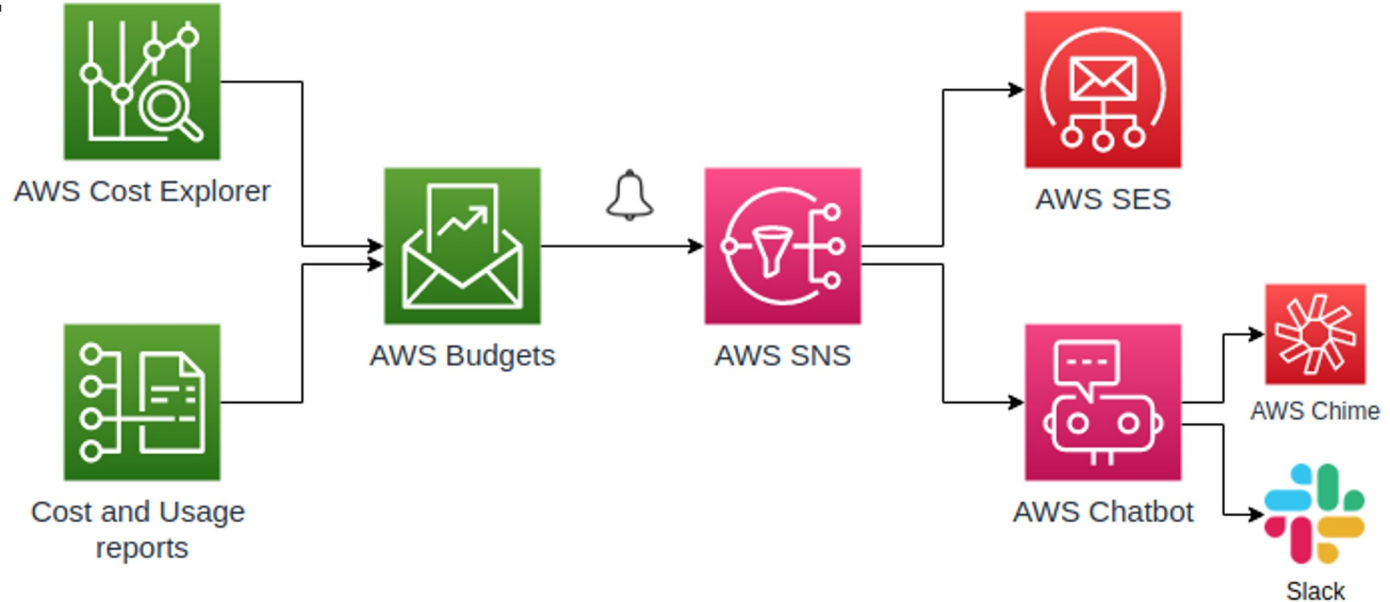 AWS Cost Explorer
Cost and Usage
reports
AWS Budgets
AWS SNS
AWS SES
AWS Chatbot
AWS Chime
Slack